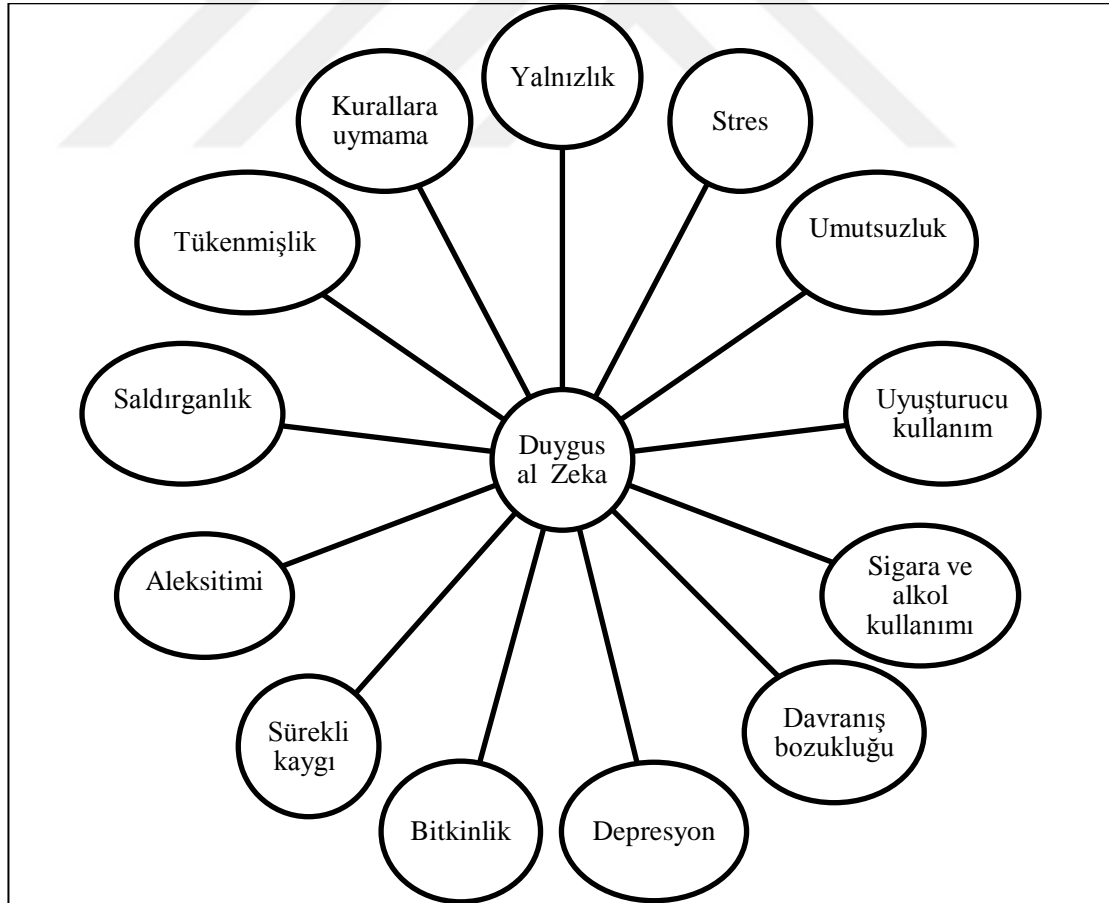 Yalnızlık
Stres
Umutsuzluk
Uyuşturucu
kullanım
Sigara ve
alkol
kullanımı
Davranış
bozukluğu
Depresyon
Bitkinlik
Sürekli
kaygı
Aleksitimi
Saldırganlık
Tükenmişlik
Kurallara
uymama
Duygus
al Zeka